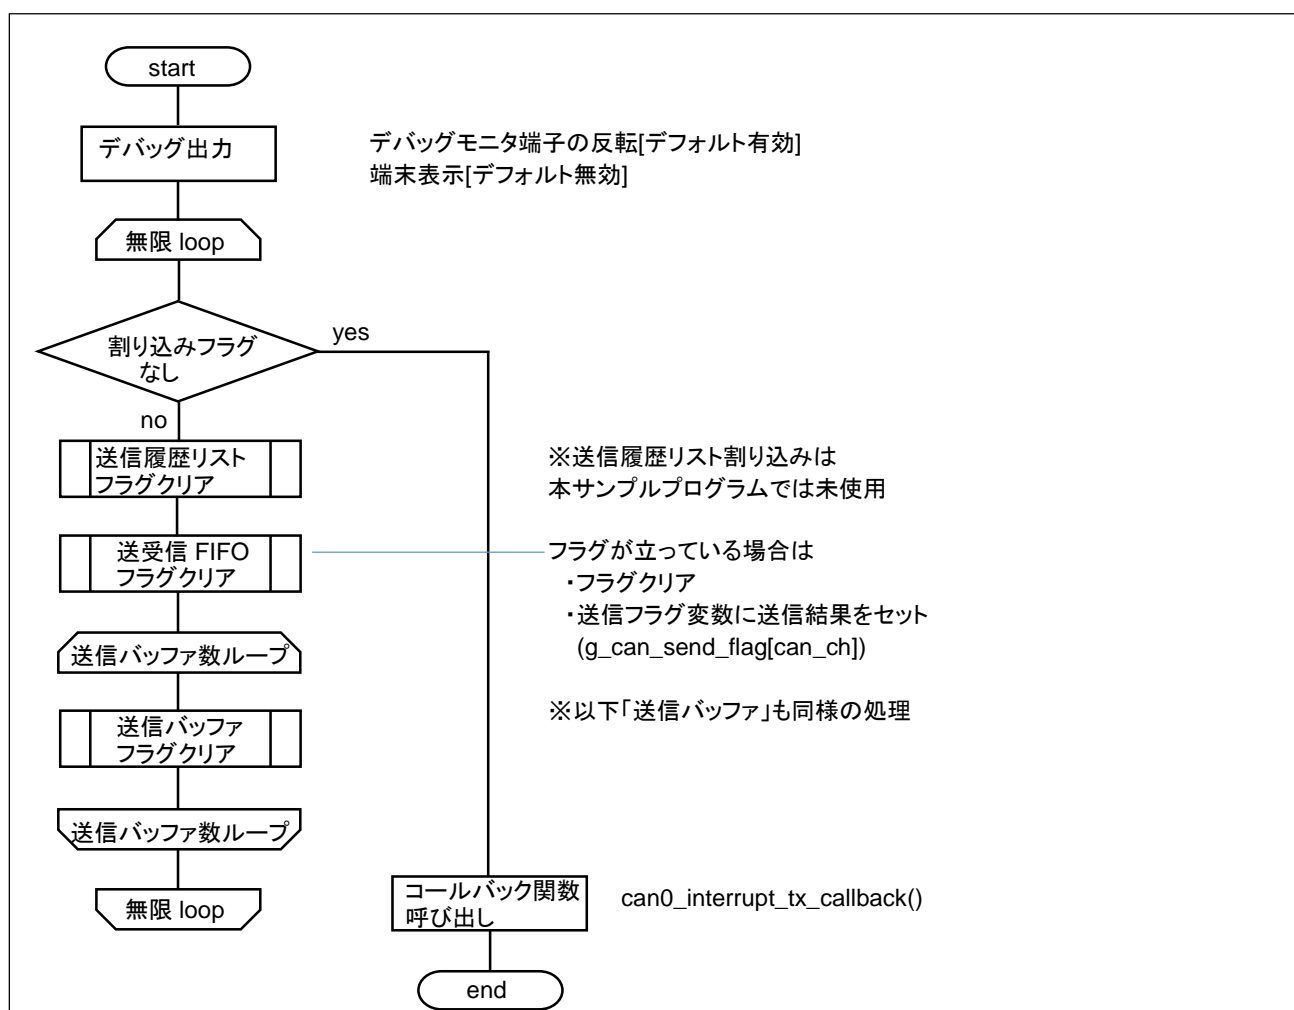 start
デバッグ出力
デバッグモニタ端子の反転[デフォルト有効]
端末表示[デフォルト無効]
無限 loop
yes
割り込みフラグ
なし
no
送信履歴リスト
フラグクリア
※送信履歴リスト割り込みは
本サンプルプログラムでは未使用
送受信 FIFO
フラグクリア
フラグが立っている場合は
・フラグクリア
・送信フラグ変数に送信結果をセット
(g_can_send_flag[can_ch])
送信バッファ数ループ
※以下「送信バッファ」も同様の処理
送信バッファ
フラグクリア
送信バッファ数ループ
無限 loop
コールバック関数
呼び出し
can0_interrupt_tx_callback()
end